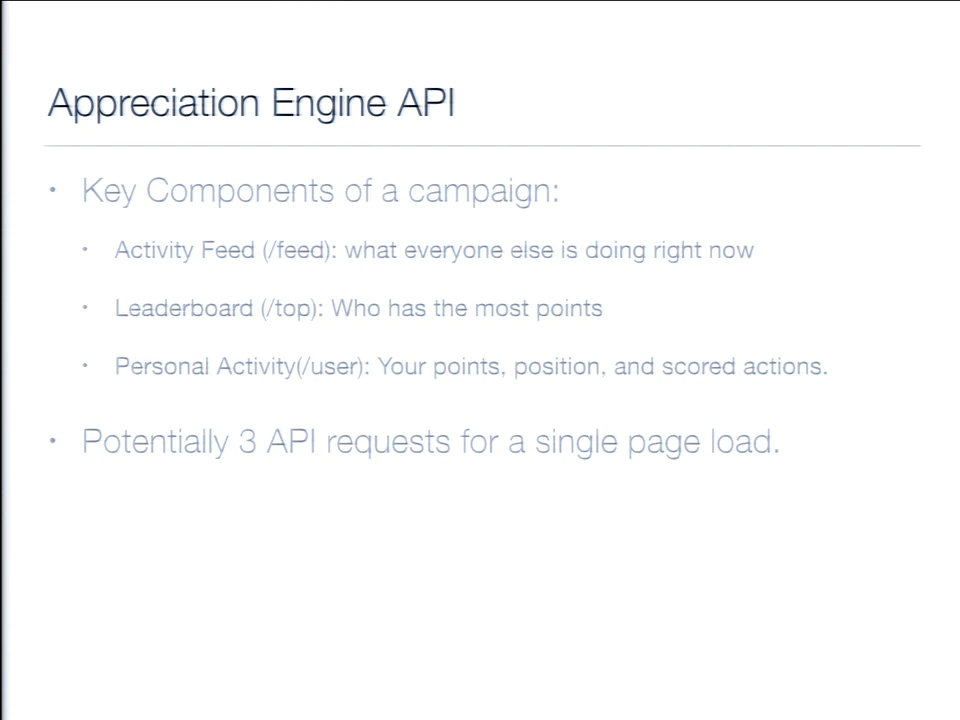 Appreciation Engine API
• Key Components of a campaign:
• Activity Feed (/feed): what everyone else is doing right now
• Leaderboard (/top): Who has the most points
• Personal Activity(/user): Your points, position, and scored actions.
• Potentially 3 API requests for a single page load.